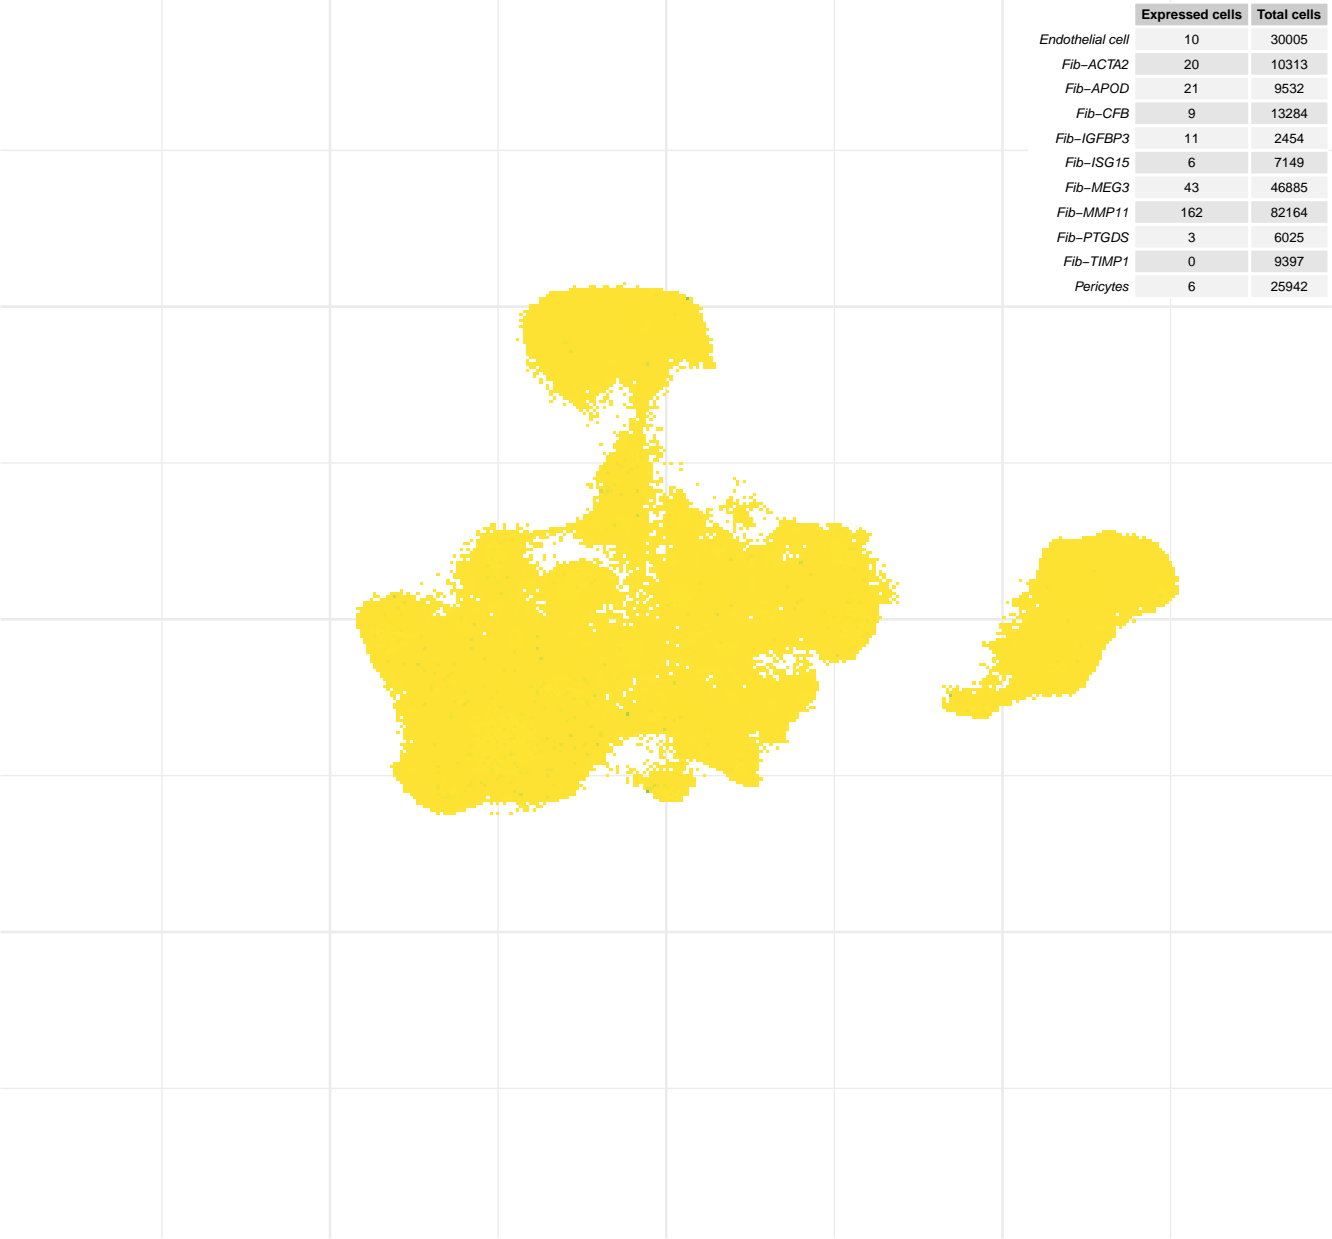 Expressed cells Total cells
Endothelial cell 10 30005
Fib−ACTA2 20 10313
Fib−APOD 21 9532
Fib−CFB 9 13284
Fib−IGFBP3 11 2454
Fib−ISG15 6 7149
Fib−MEG3 43 46885
Fib−MMP11 162 82164
Fib−PTGDS 3 6025
Fib−TIMP1 0 9397
Pericytes 6 25942